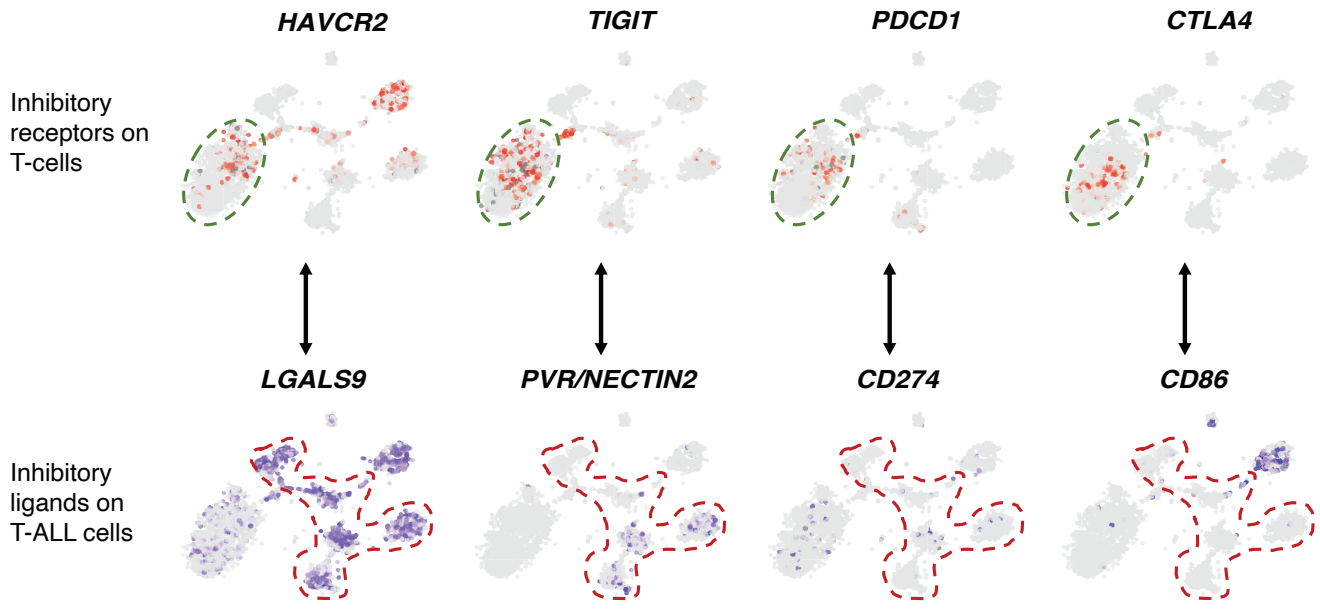 HAVCR2 TIGIT PDCD1 CTLA4
Inhibitory
receptors on
T-cells
LGALS9 PVR/NECTIN2 CD274 CD86
Inhibitory
ligands on
T-ALL cells